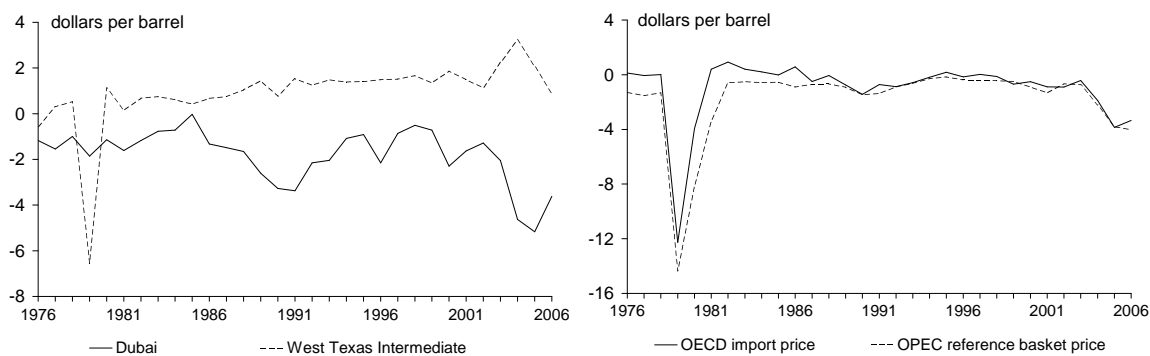 dollars per barrel
4
2
0
-2
-4
-6
-8
1976 1981 1986 1991 1996 2001 2006
Dubai West Texas Intermediate
dollars per barrel
4
0
-4
-8
-12
-16
1976 1981 1986 1991 1996 2001 2006
OECD import price OPEC reference basket price